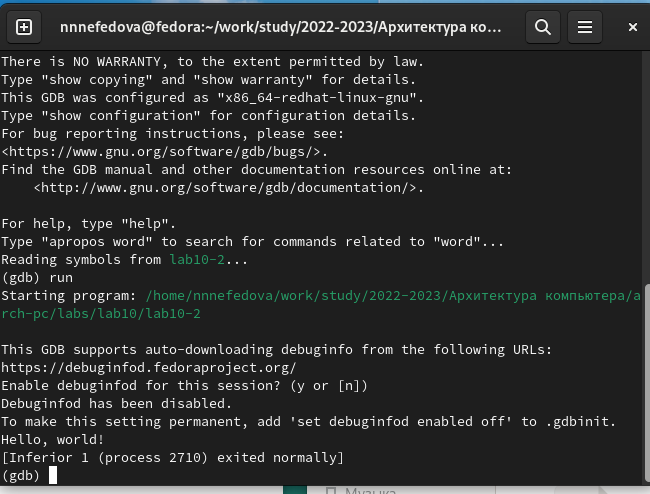 nnnefedova@fedora:~/work/study/2022-2023/Архитектура ко...
There is NO WARRANTY, to the extent permitted by law.
Type "show copying" and "show warranty" for details.
This GDB was configured as "x86_64-redhat-linux-gnu".
Type "show configuration" for configuration details.
For bug reporting instructions, please see:
<https://www.gnu.org/software/gdb/bugs/>.
Find the GDB manual and other documentation resources online at:
    <http://www.gnu.org/software/gdb/documentation/>.
For help, type "help".
Type "apropos word" to search for commands related to "word"...
Reading symbols from lab10-2...
(gdb) run
Starting program: /home/nnnefedova/work/study/2022-2023/Архитектура компьютера/a
rch-pc/labs/lab10/lab10-2
This GDB supports auto-downloading debuginfo from the following URLs:
https://debuginfod.fedoraproject.org/
Enable debuginfod for this session? (y or [n])
Debuginfod has been disabled.
To make this setting permanent, add 'set debuginfod enabled off' to .gdbinit.
Hello, world!
[Inferior 1 (process 2710) exited normally]
(gdb)
Музыка